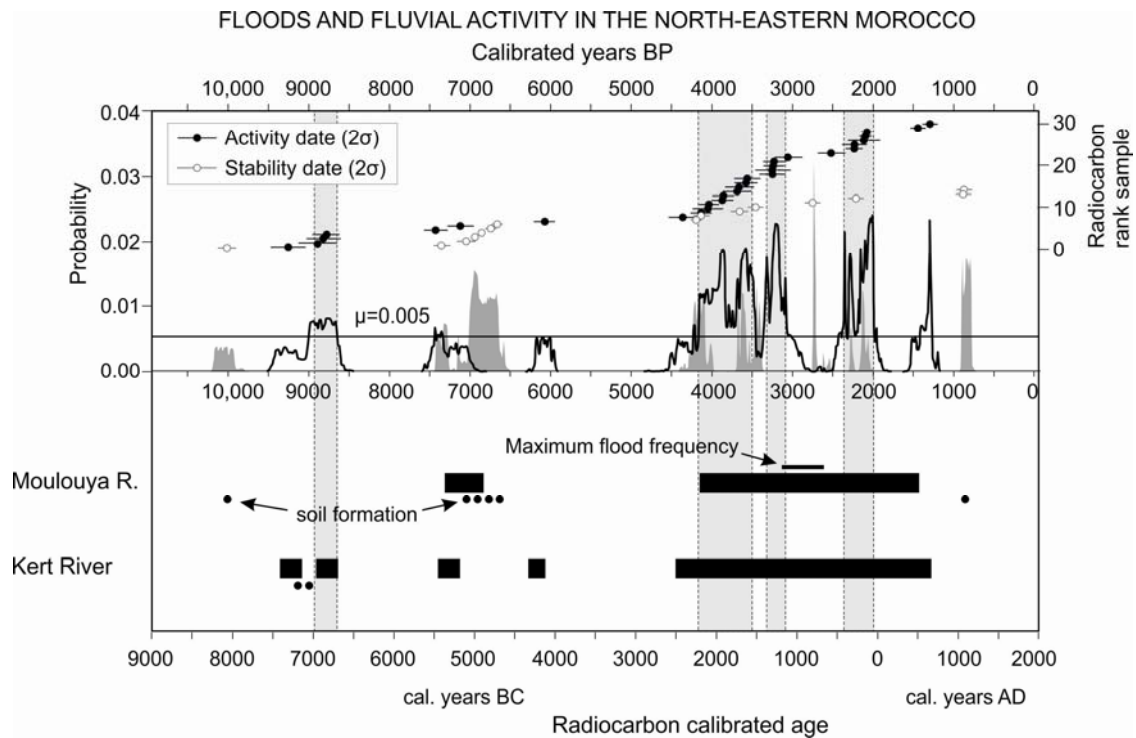 FLOODS AND FLUVIAL ACTIVITY IN THE NORTH-EASTERN MOROCCO
Calibrated years BP
10,000 9000 8000 7000 6000 5000 4000 3000 2000 1000 0
0.04
0.03
0.02
0.01
0.00
Probability
Activity date (2σ)
Stability date (2σ)
30
20
10
0
Radiocarbon
rank sample
μ=0.005
10,000 9000 8000 7000 6000 5000 4000 3000 2000 1000 0
Maximum flood frequency
Moulouya R.
soil formation
Kert River
9000 8000 7000 6000 5000 4000 3000 2000 1000 0 1000 2000
cal. years BC
cal. years AD
Radiocarbon calibrated age